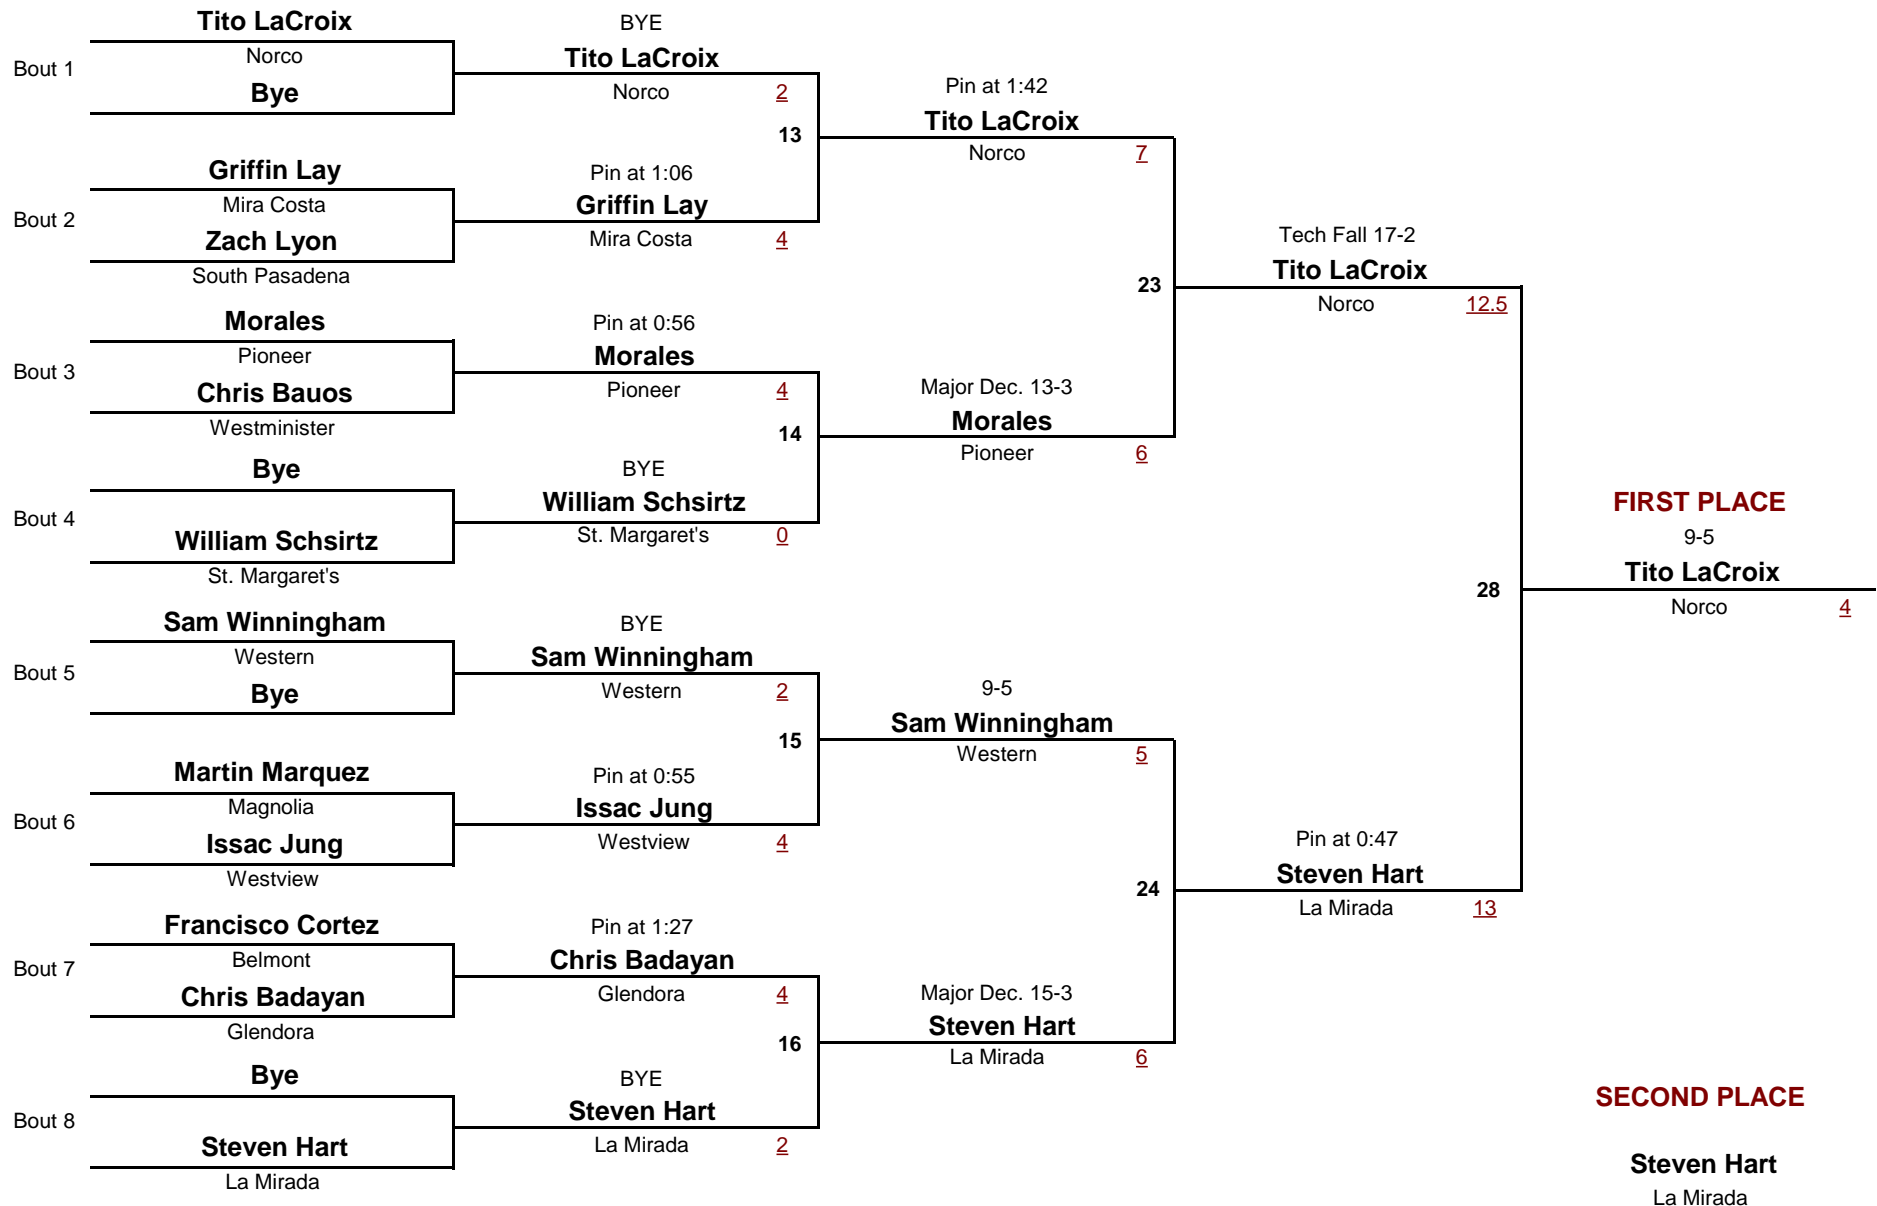 Tito LaCroix
Norco
Bout 1
Bye
Griffin Lay
Mira Costa
Bout 2
Zach Lyon
South Pasadena
Morales
Pioneer
Bout 3
Chris Bauos
Westminister
Bye
Bout 4
William Schsirtz
St. Margaret's
Sam Winningham
Western
Bout 5
Bye
Martin Marquez
Magnolia
Bout 6
Issac Jung
Westview
Francisco Cortez
Belmont
Bout 7
Chris Badayan
Glendora
Bye
Bout 8
Steven Hart
La Mirada
BYE
Tito LaCroix
Norco 2
13
Pin at 1:06
Griffin Lay
Mira Costa 4
Pin at 0:56
Morales
Pioneer 4
14
BYE
William Schsirtz
St. Margaret's 0
BYE
Sam Winningham
Western 2
15
Pin at 0:55
Issac Jung
Westview 4
Pin at 1:27
Chris Badayan
Glendora 4
16
BYE
Steven Hart
La Mirada 2
Pin at 1:42
Tito LaCroix
Norco 7
23
Major Dec. 13-3
Morales
Pioneer 6
9-5
Sam Winningham
Western 5
24
Major Dec. 15-3
Steven Hart
La Mirada 6
Tech Fall 17-2
Tito LaCroix
Norco 12.5
28
Pin at 0:47
Steven Hart
La Mirada 13
FIRST PLACE
9-5
Tito LaCroix
Norco 4
SECOND PLACE
Steven Hart
La Mirada